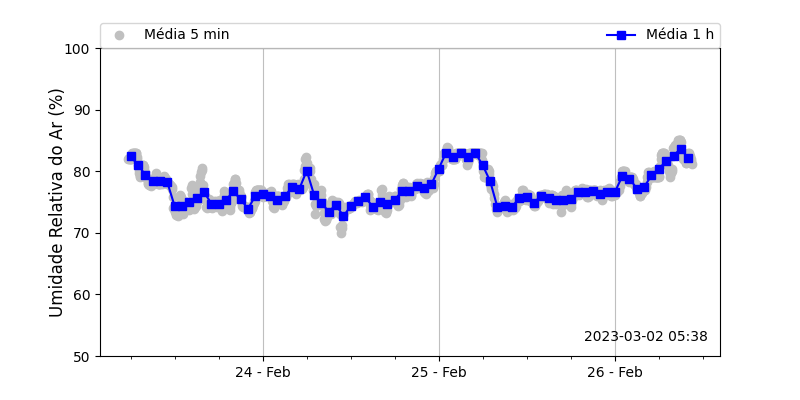 Média 5 min
Média 1 h
Umidade Relativa do Ar (%)
100
90
80
70
60
50
2023-03-02 05:38
24 - Feb
25 - Feb
26 - Feb